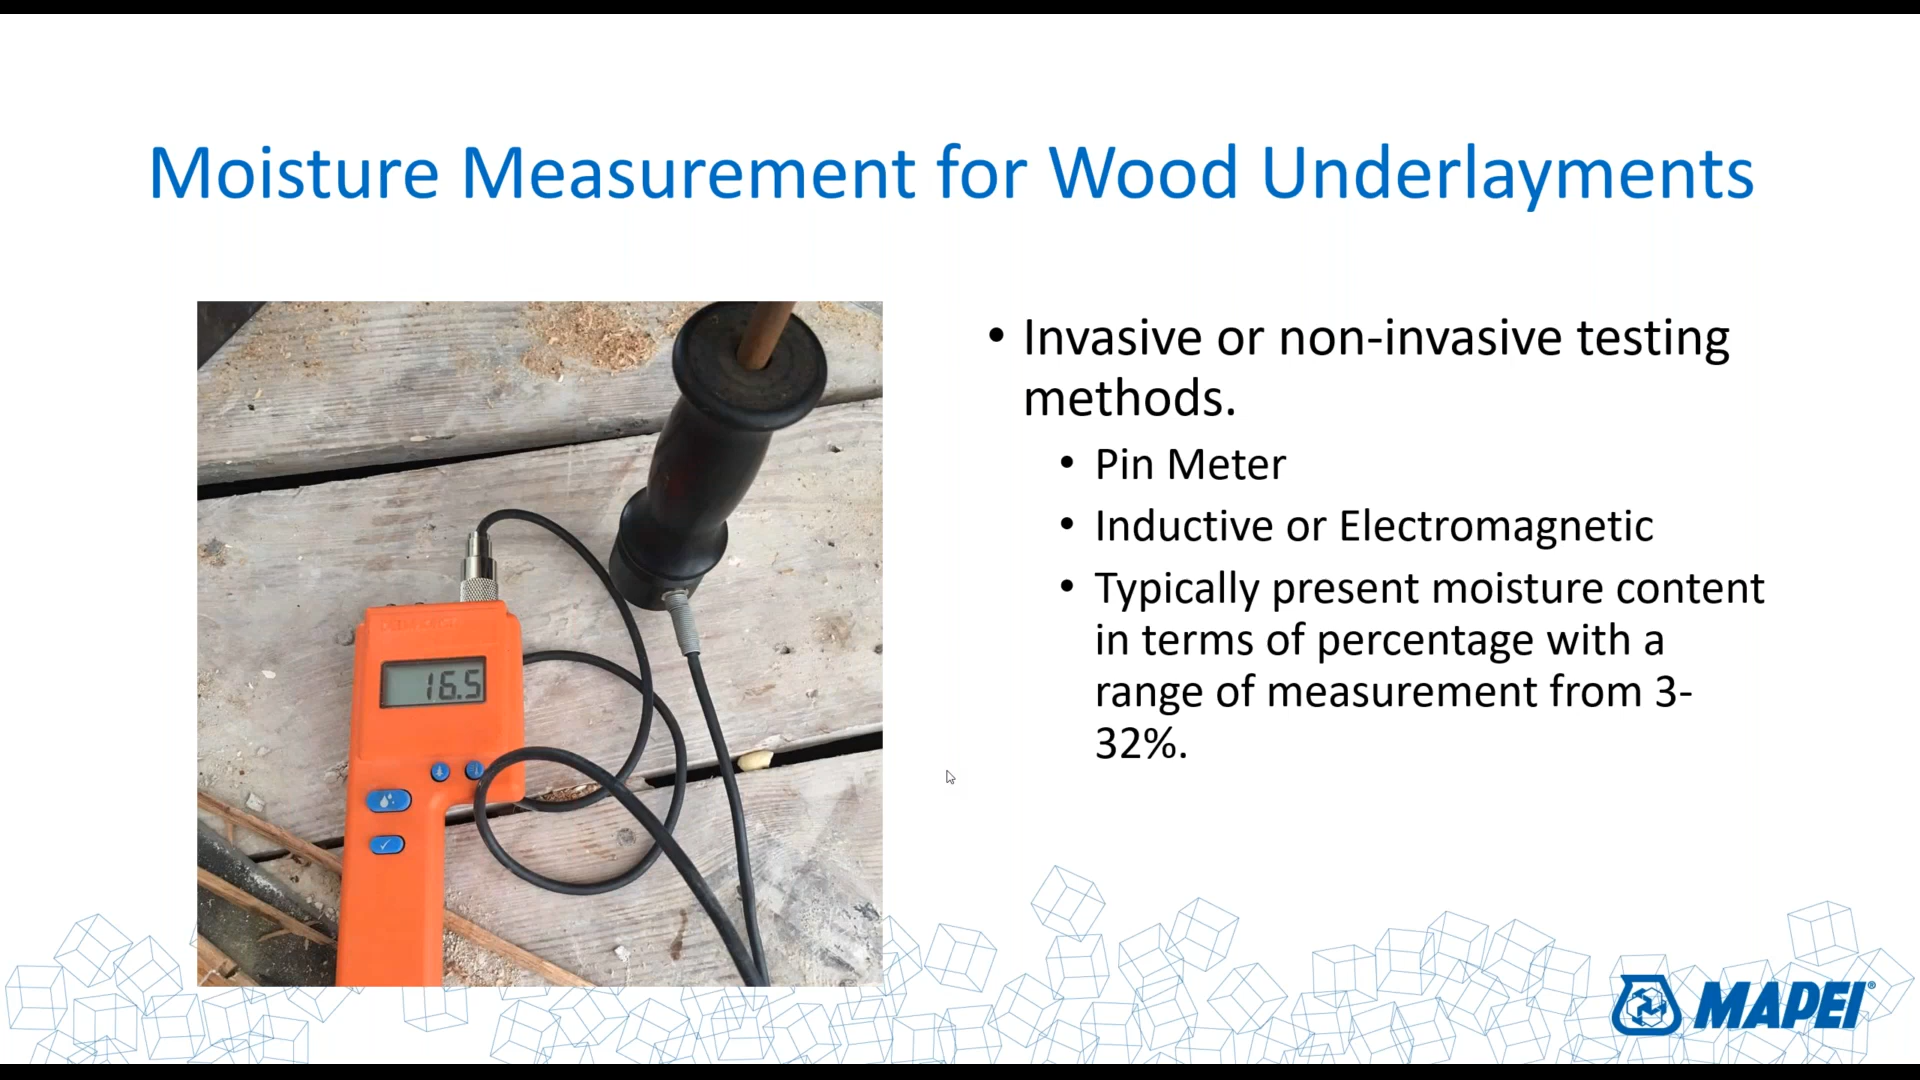 Moisture Measurement for Wood Underlayments
• Invasive or non-invasive testing
methods.
• Pin Meter
• Inductive or Electromagnetic
• Typically present moisture content
in terms of percentage with a
range of measurement from 3-
32%.
16.5
MAPEI®